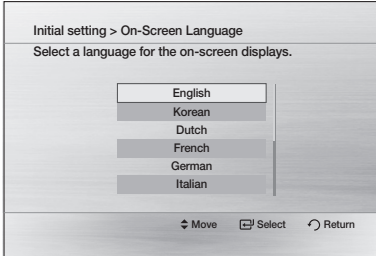 Initial setting > On-Screen Language
Select a language for the on-screen displays.
English
Korean
Dutch
French
German
Italian
Move Select Return